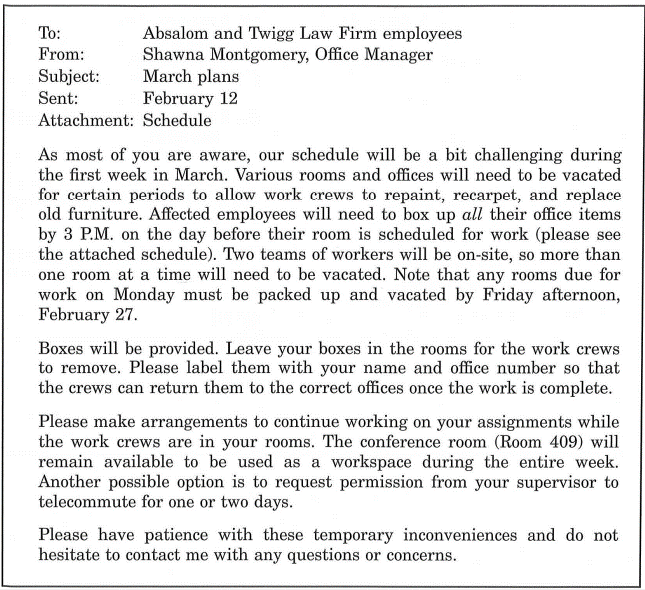 To: Absalom and Twigg Law Firm employees
From: Shawna Montgomery, Office Manager
Subject: March plans
Sent: February 12
Attachment: Schedule
As most of you are aware, our schedule will be a bit challenging during
the first week in March. Various rooms and offices will need to be vacated
for certain periods to allow work crews to repaint, recarpet, and replace
old furniture. Affected employees will need to box up all their office items
by 3 P.M. on the day before their room is scheduled for work (please see
the attached schedule). Two teams of workers will be on-site, so more than
one room at a time will need to be vacated. Note that any rooms due for
work on Monday must be packed up and vacated by Friday afternoon,
February 27.
Boxes will be provided. Leave your boxes in the rooms for the work crews
to remove. Please label them with your name and office number so that
the crews can return them to the correct offices once the work is complete.
Please make arrangements to continue working on your assignments while
the work crews are in your rooms. The conference room (Room 409) will
remain available to be used as a workspace during the entire week.
Another possible option is to request permission from your supervisor to
telecommute for one or two days.
Please have patience with these temporary inconveniences and do not
hesitate to contact me with any questions or concerns.